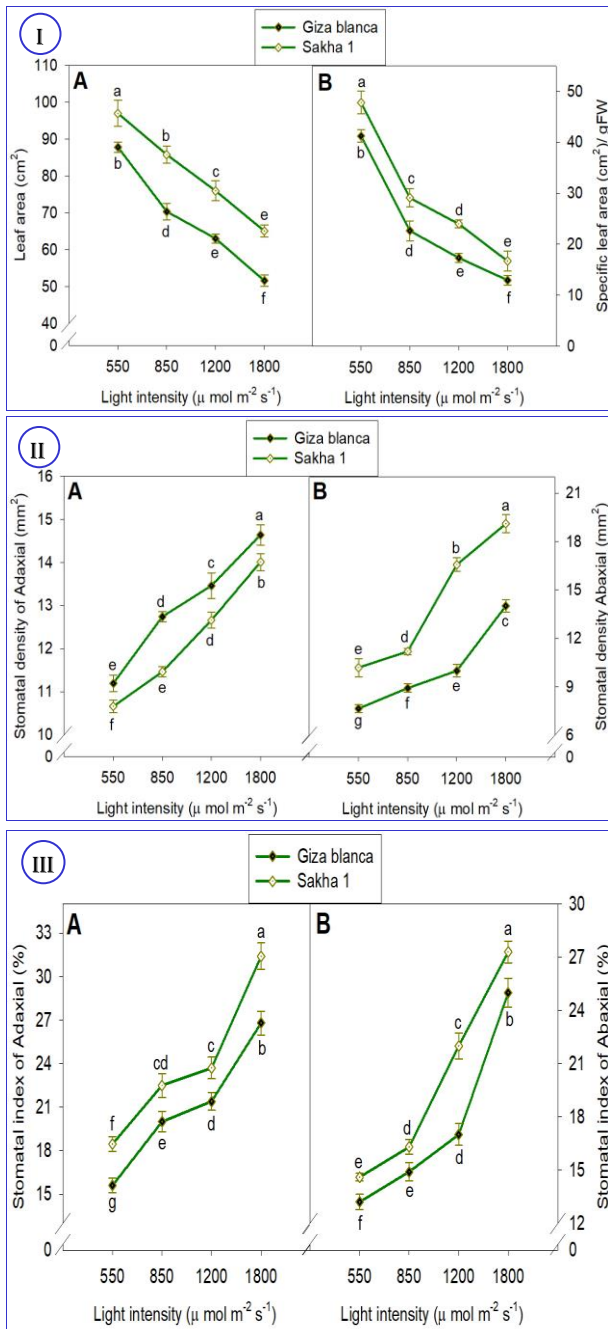 I
Giza blanca
Sakha 1
A
B
Leaf area (cm²)
110
100
90
80
70
60
50
40
0
a
b
c
e
b
d
e
f
550 850 1200 1800
Light intensity (µ mol m⁻² s⁻¹)
a
c
d
e
b
d
e
f
550 850 1200 1800
Light intensity (µ mol m⁻² s⁻¹)
50
40
30
20
10
0
Specific leaf area (cm²)/ gFW
II
Giza blanca
Sakha 1
A
B
Stomatal density of Adaxial (mm²)
16
15
14
13
12
11
10
0
a
c
d
e
b
d
e
f
550 850 1200 1800
Light intensity (µ mol m⁻² s⁻¹)
a
b
d
e
c
e
f
g
550 850 1200 1800
Light intensity (µ mol m⁻² s⁻¹)
21
18
15
12
9
6
0
Stomatal density Abaxial (mm²)
III
Giza blanca
Sakha 1
A
B
Stomatal index of Adaxial (%)
33
30
27
24
21
18
15
0
a
cd
c
f
b
d
e
g
550 850 1200 1800
Light intensity (µ mol m⁻² s⁻¹)
a
c
d
e
b
d
e
f
550 850 1200 1800
Light intensity (µ mol m⁻² s⁻¹)
30
27
24
21
18
15
12
0
Stomatal index of Abaxial (%)